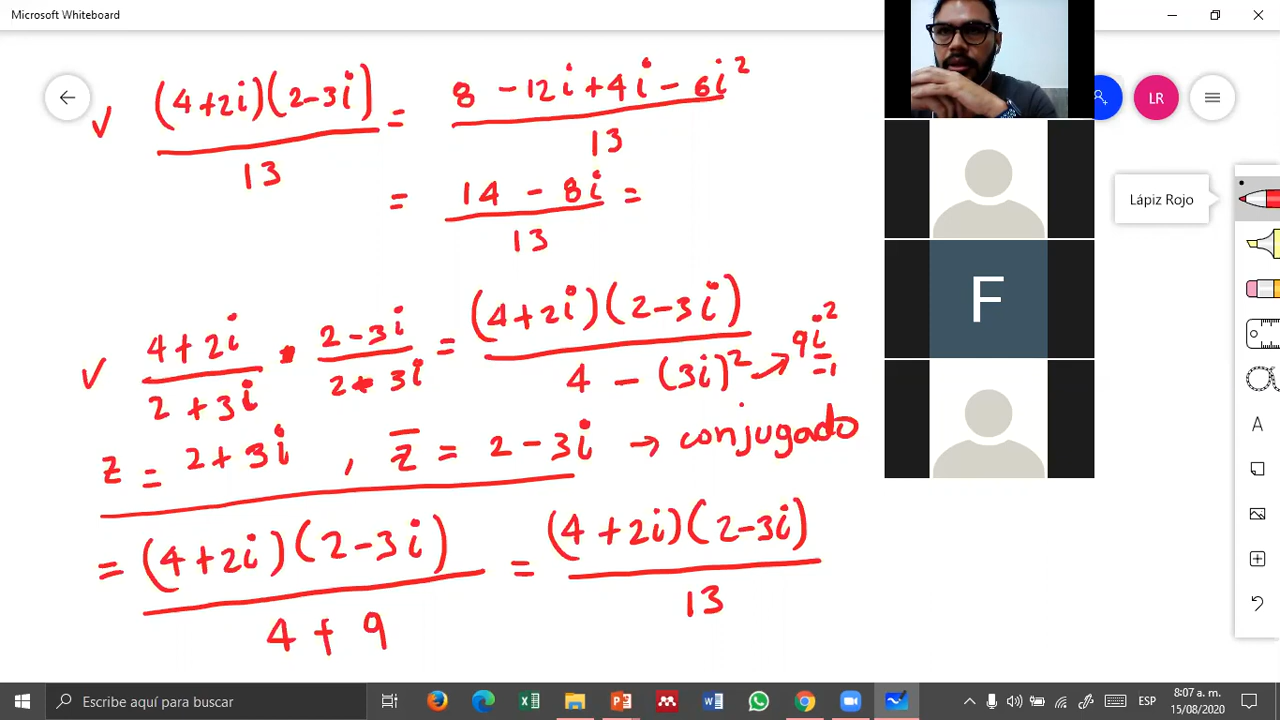 Microsoft Whiteboard
√ (4+2i)(2-3i) / 13 = 8 - 12i + 4i - 6i² / 13
= 14 - 8i / 13 =
LR
Lápiz Rojo
F
√ 4+2i / 2+3i • 2-3i / 2 - 3i = (4+2i)(2-3i) / 4 - (3i)² → 9i²
=-1
z = 2+3i , z̅ = 2-3i → conjugado
= (4+2i)(2-3i) / 4 + 9 = (4+2i)(2-3i) / 13
A
Escribe aquí para buscar
ESP
8:07 a. m.
15/08/2020